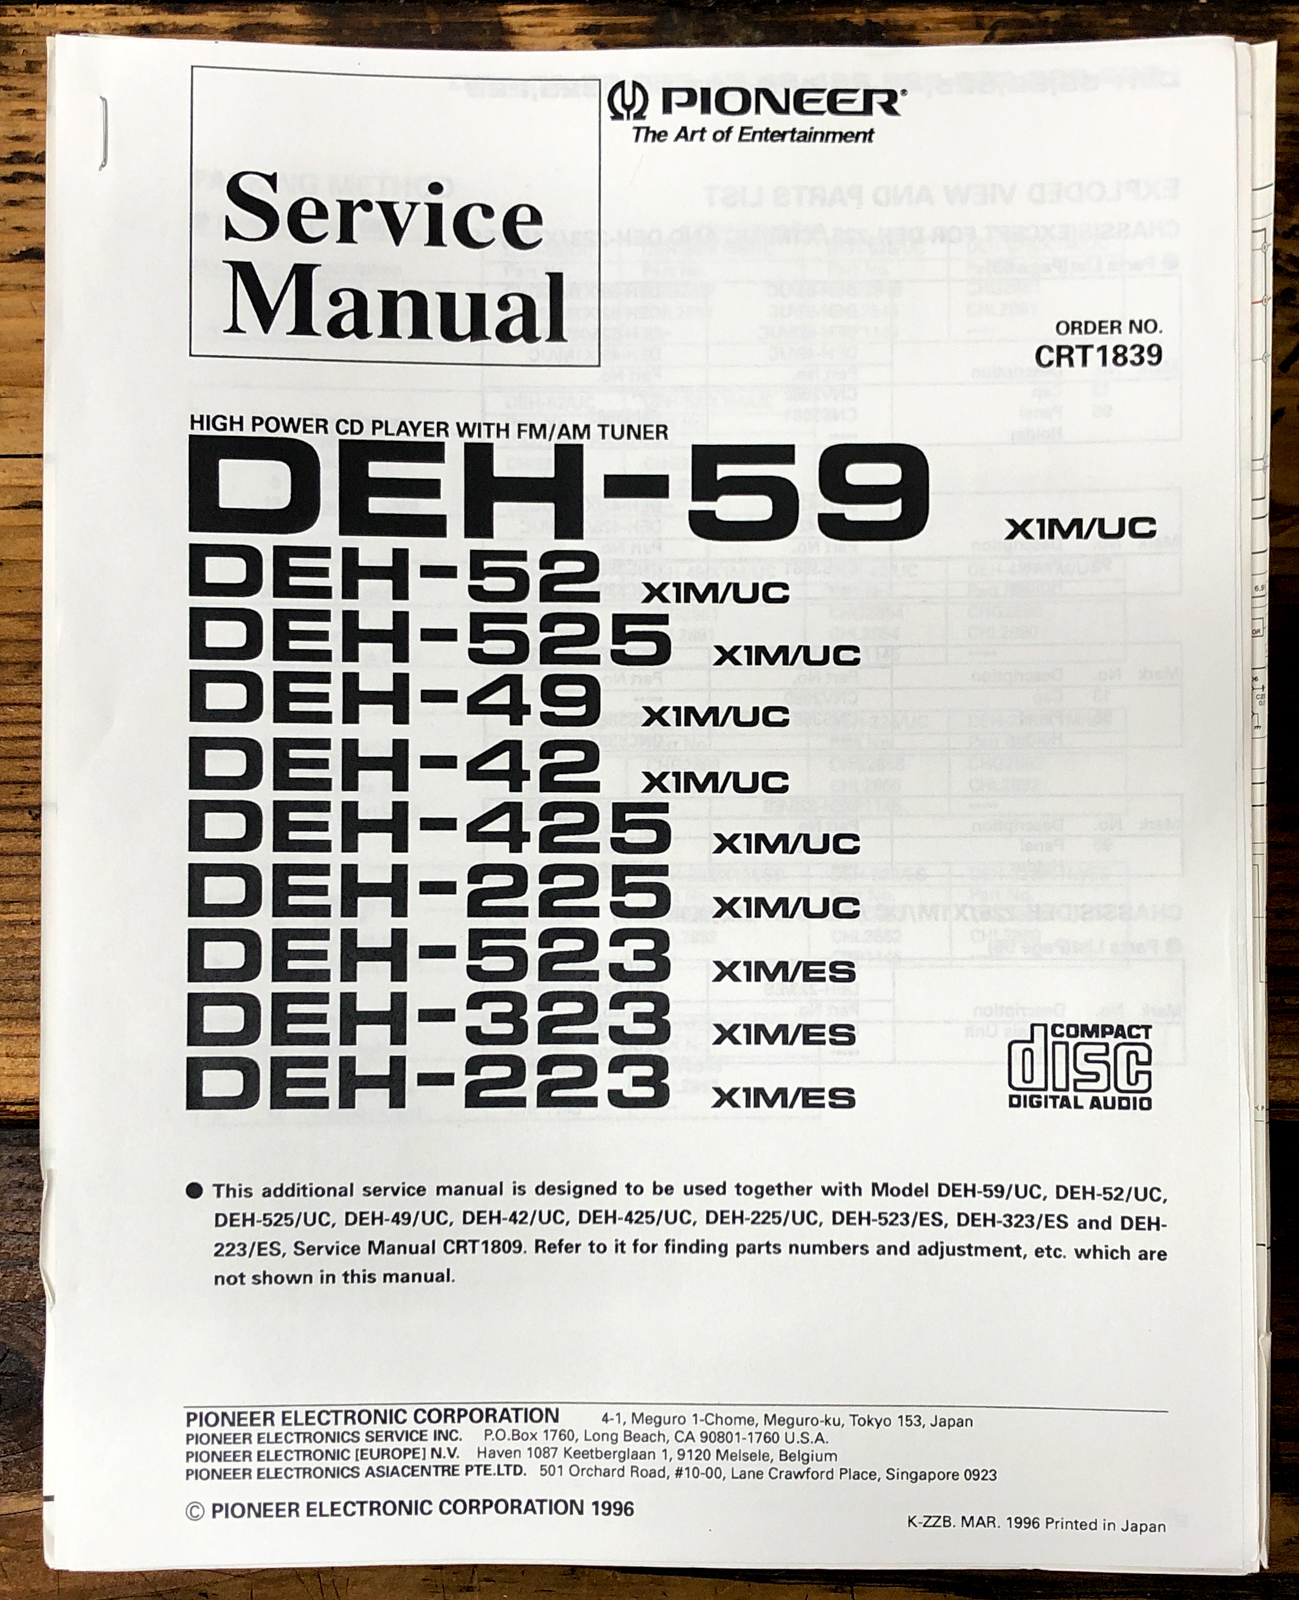 PIONEER®
The Art of Entertainment
Service
Manual
ORDER NO.
CRT1839
HIGH POWER CD PLAYER WITH FM/AM TUNER
DEH-59 X1M/UC
DEH-52 X1M/UC
DEH-525 X1M/UC
DEH-49 X1M/UC
DEH-42 X1M/UC
DEH-425 X1M/UC
DEH-225 X1M/UC
DEH-523 X1M/ES
DEH-323 X1M/ES
DEH-223 X1M/ES
COMPACT
disc
DIGITAL AUDIO
● This additional service manual is designed to be used together with Model DEH-59/UC, DEH-52/UC,
DEH-525/UC, DEH-49/UC, DEH-42/UC, DEH-425/UC, DEH-225/UC, DEH-523/ES, DEH-323/ES and DEH-
223/ES, Service Manual CRT1809. Refer to it for finding parts numbers and adjustment, etc. which are
not shown in this manual.
PIONEER ELECTRONIC CORPORATION 4-1, Meguro 1-Chome, Meguro-ku, Tokyo 153, Japan
PIONEER ELECTRONICS SERVICE INC. P.O.Box 1760, Long Beach, CA 90801-1760 U.S.A.
PIONEER ELECTRONIC [EUROPE] N.V. Haven 1087 Keetberglaan 1, 9120 Melsele, Belgium
PIONEER ELECTRONICS ASIACENTRE PTE.LTD. 501 Orchard Road, #10-00, Lane Crawford Place, Singapore 0923
© PIONEER ELECTRONIC CORPORATION 1996
K-ZZB. MAR. 1996 Printed in Japan